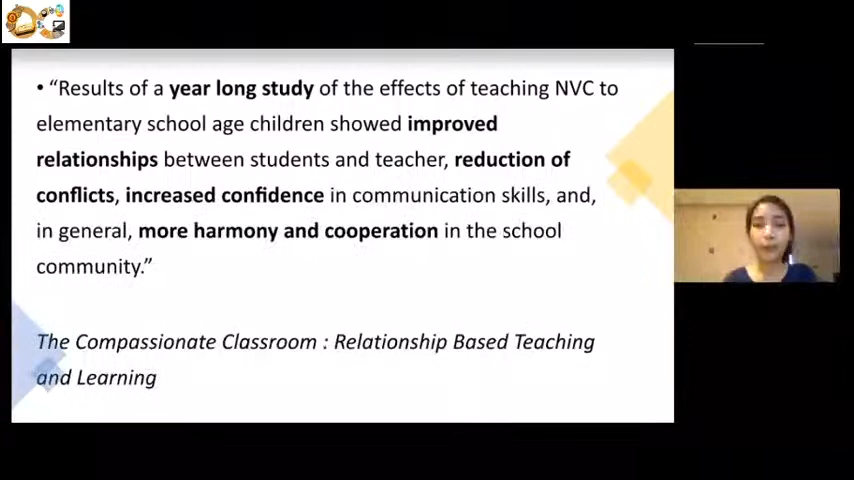 • “Results of a year long study of the effects of teaching NVC to
elementary school age children showed improved
relationships between students and teacher, reduction of
conflicts, increased confidence in communication skills, and,
in general, more harmony and cooperation in the school
community.”
The Compassionate Classroom : Relationship Based Teaching
and Learning